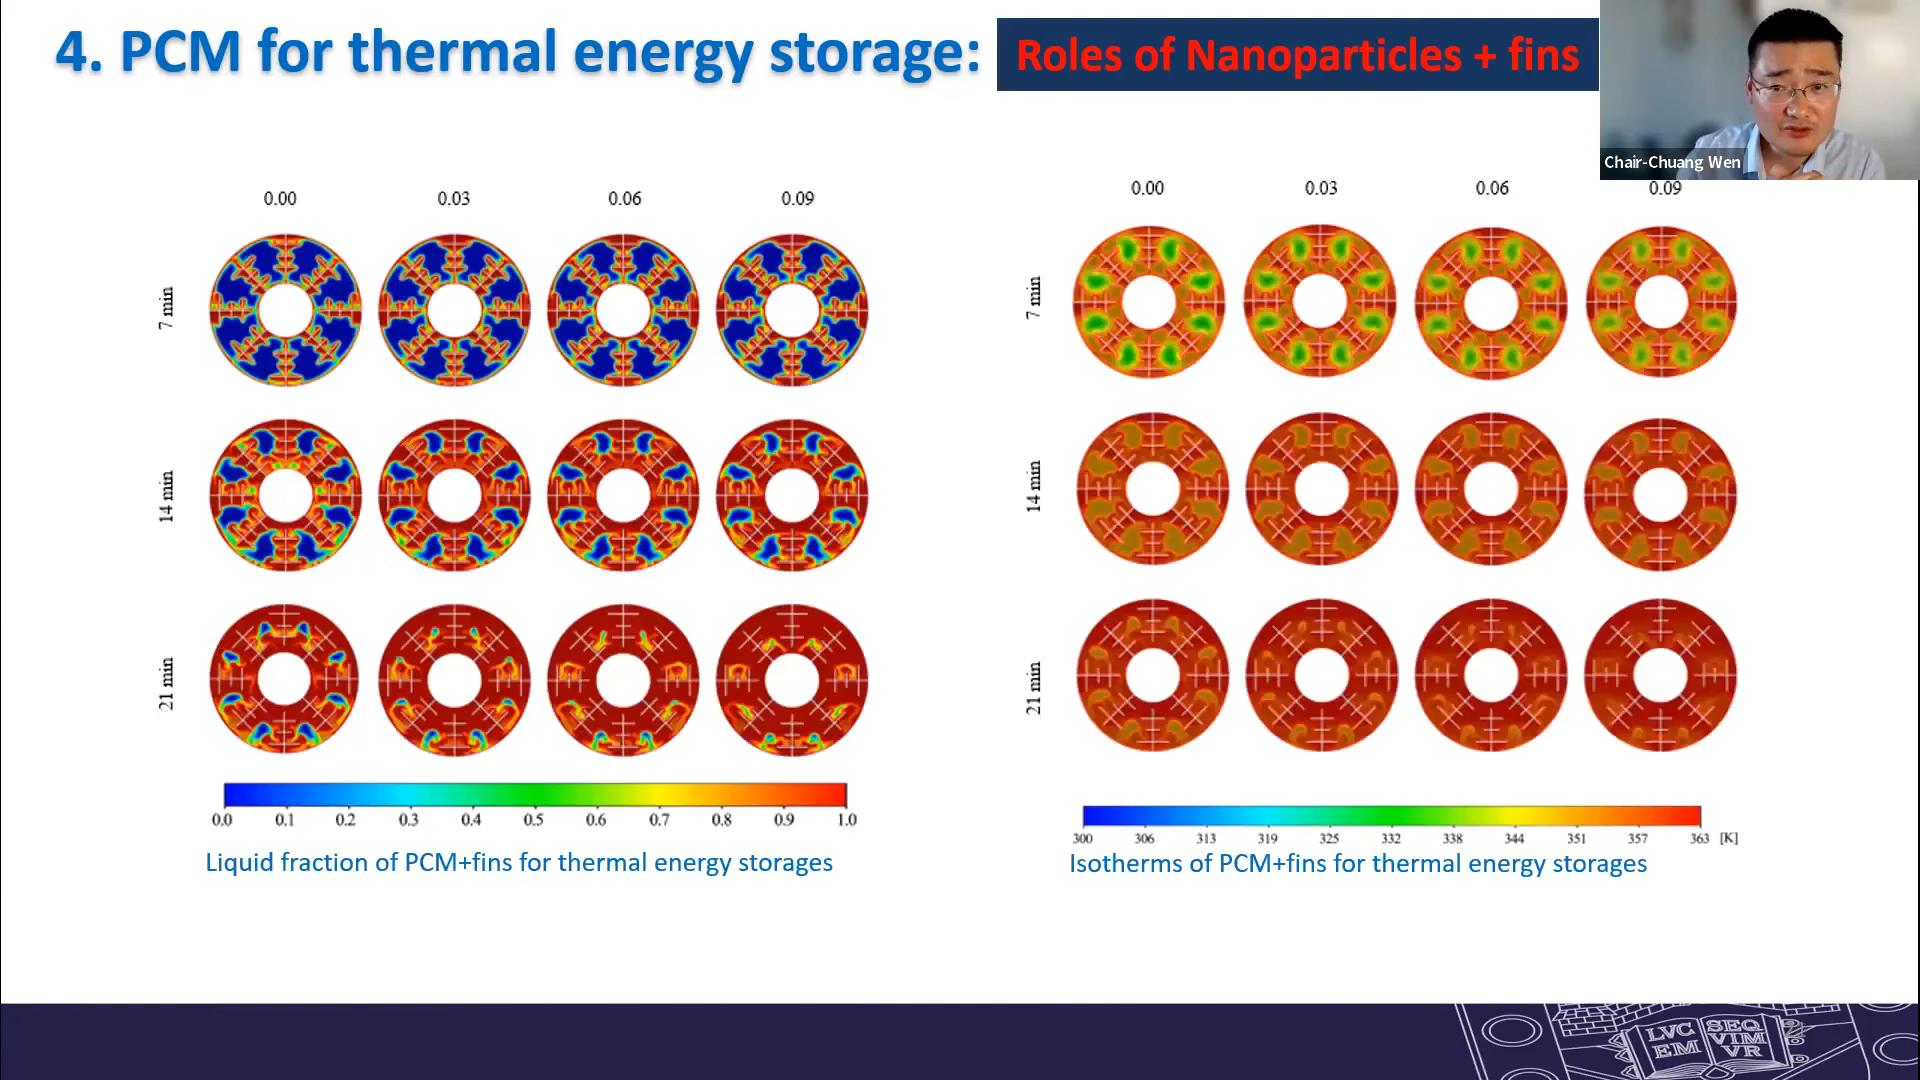 4. PCM for thermal energy storage: Roles of Nanoparticles + fins
Chair-Chuang Wen
0.00 0.03 0.06 0.09
7 min
14 min
21 min
0.0 0.1 0.2 0.3 0.4 0.5 0.6 0.7 0.8 0.9 1.0
Liquid fraction of PCM+fins for thermal energy storages
0.00 0.03 0.06 0.09
7 min
14 min
21 min
300 306 313 319 325 332 338 344 351 357 363 [K]
Isotherms of PCM+fins for thermal energy storages
LVC SEQ
EM VIM
VR